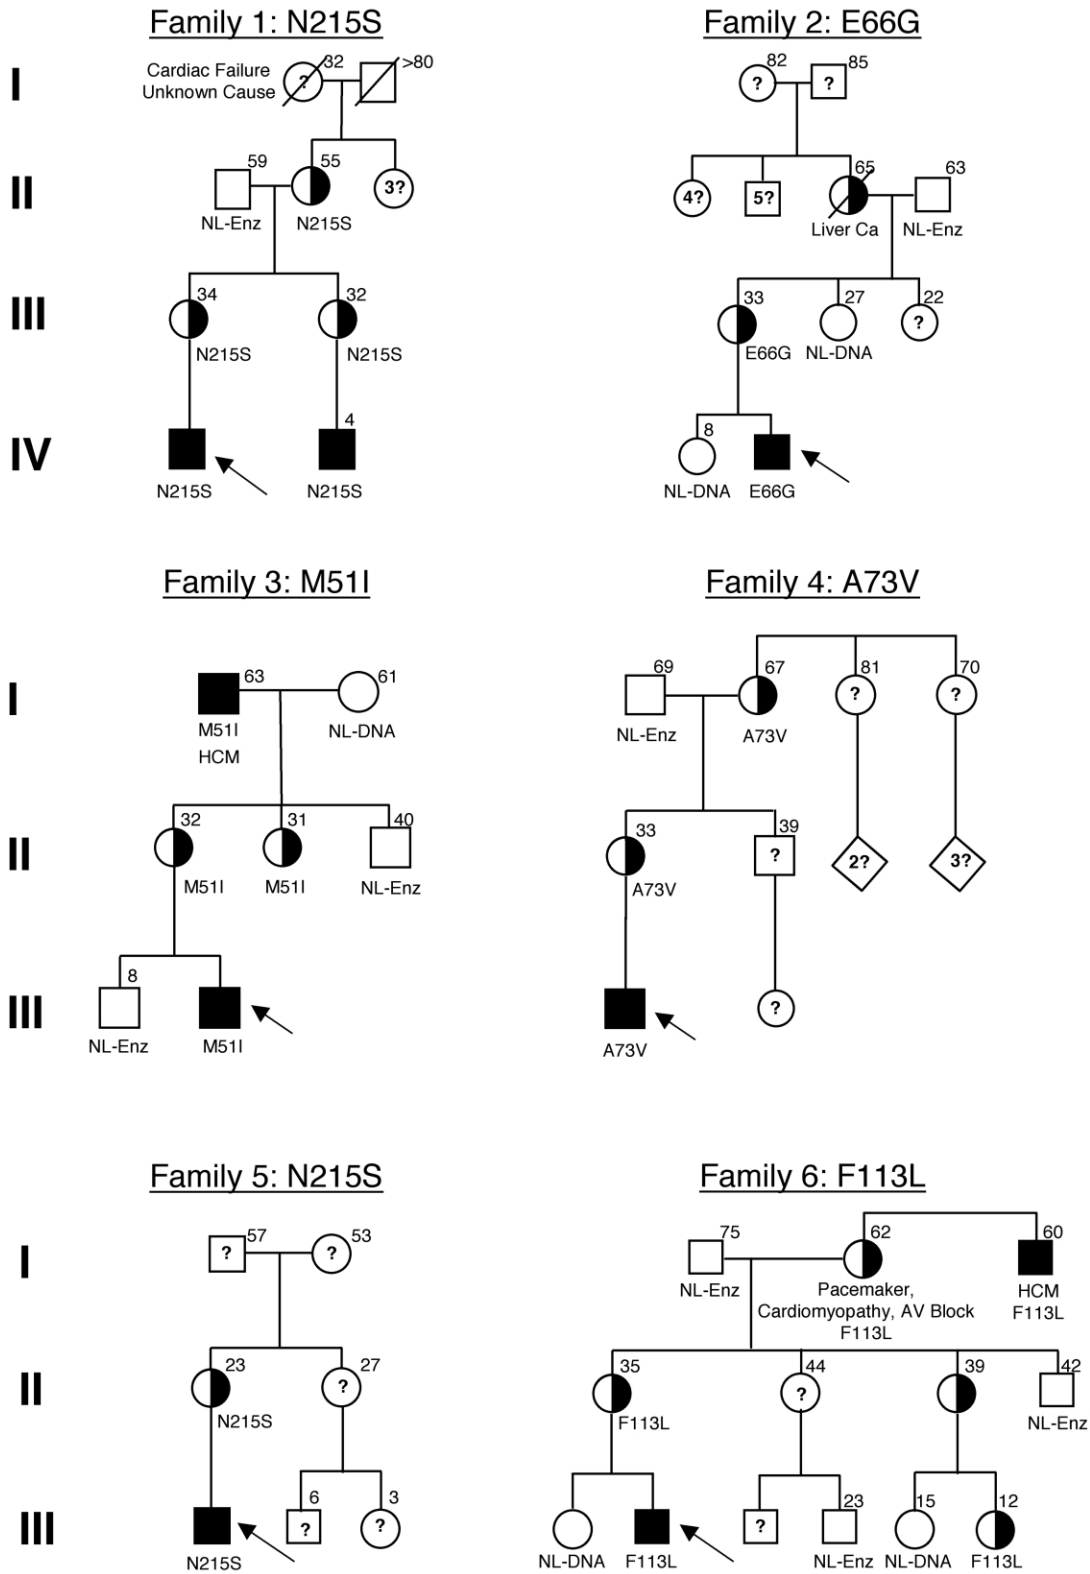 Family 1: N215S
I
Cardiac Failure
Unknown Cause
?
32
>80
II
59
55
3?
NL-Enz
N215S
III
34
32
N215S
N215S
IV
4
N215S
N215S
Family 2: E66G
82
85
?
?
65
63
4?
5?
Liver Ca
NL-Enz
33
27
22
?
E66G
NL-DNA
8
NL-DNA
E66G
Family 3: M51I
I
63
61
M51I
HCM
NL-DNA
II
32
31
40
M51I
M51I
NL-Enz
III
8
NL-Enz
M51I
Family 4: A73V
69
67
81
70
?
?
NL-Enz
A73V
33
39
?
2?
3?
A73V
?
A73V
Family 5: N215S
I
57
53
?
?
II
23
27
?
N215S
III
6
3
?
?
N215S
Family 6: F113L
75
62
60
NL-Enz
Pacemaker,
Cardiomyopathy, AV Block
F113L
HCM
F113L
35
44
39
42
?
F113L
NL-Enz
23
15
12
?
NL-DNA
F113L
NL-Enz
NL-DNA
F113L